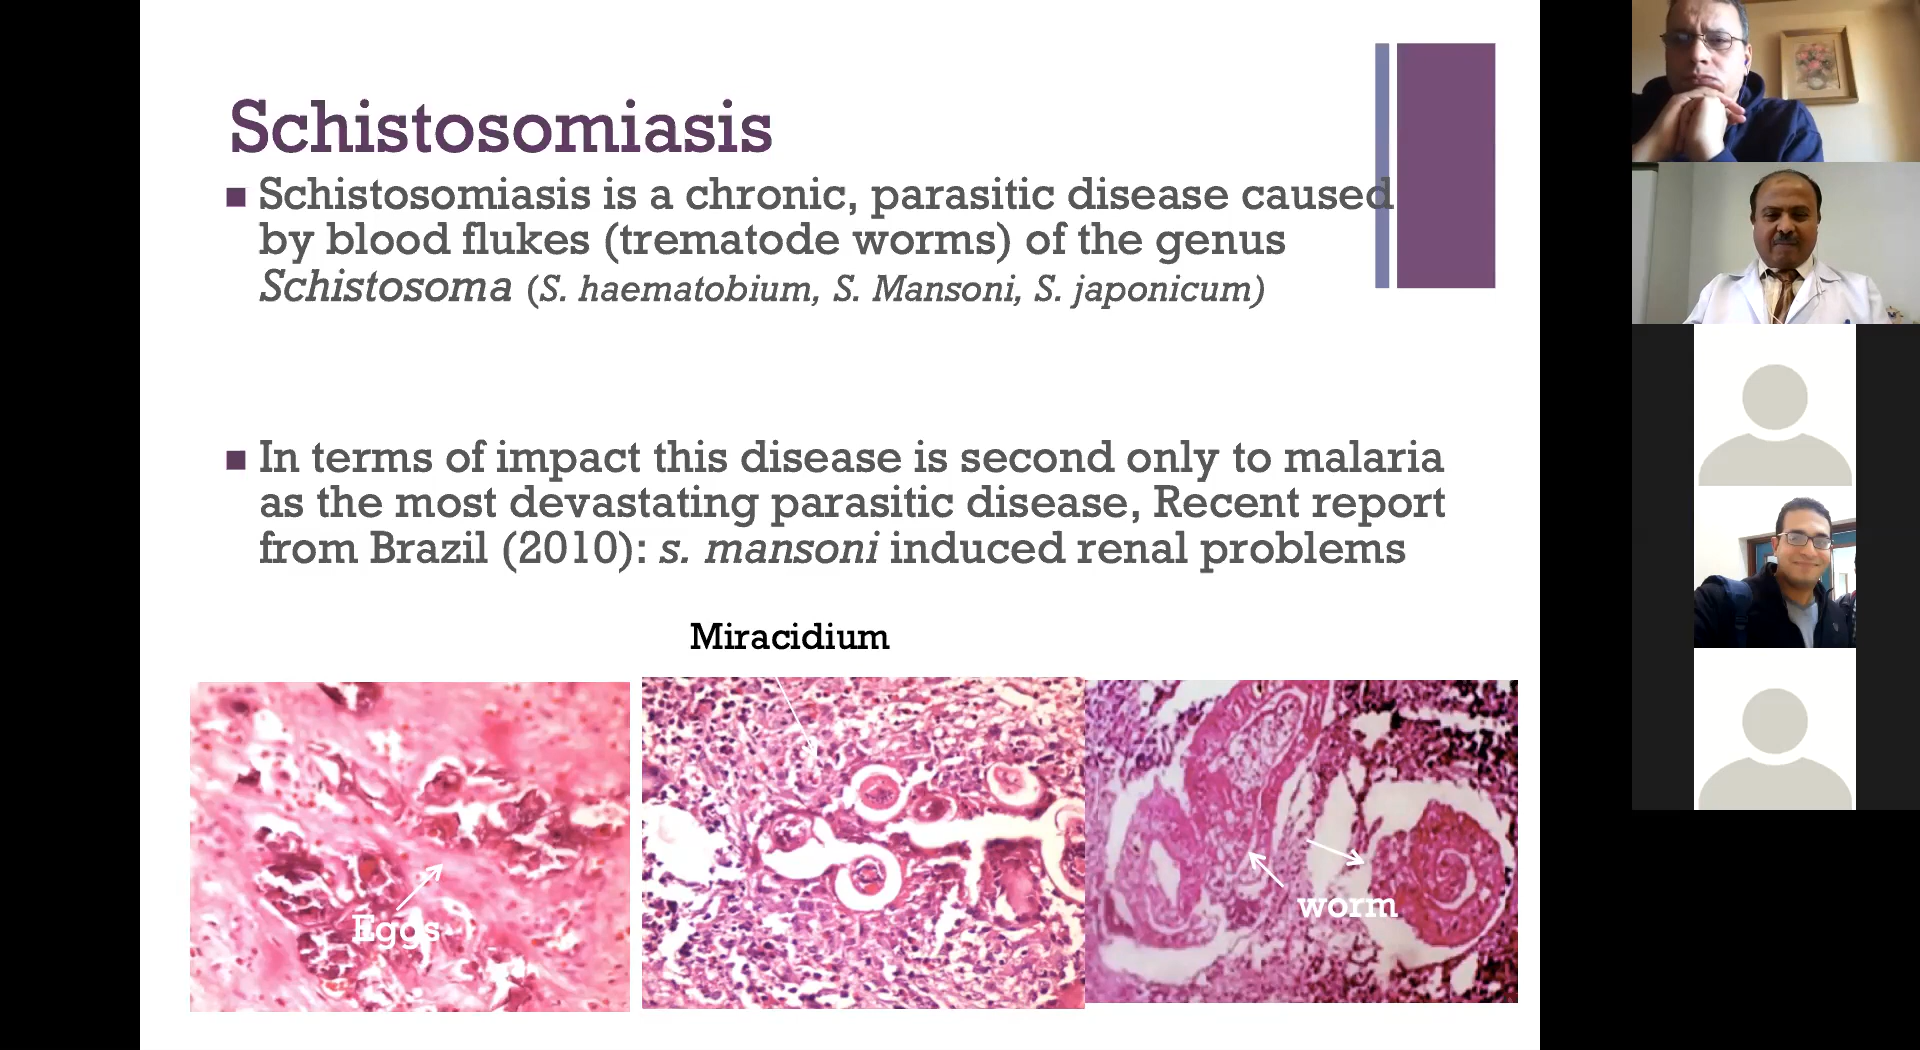 Schistosomiasis
Schistosomiasis is a chronic, parasitic disease caused
by blood flukes (trematode worms) of the genus
Schistosoma (S. haematobium, S. Mansoni, S. japonicum)
In terms of impact this disease is second only to malaria
as the most devastating parasitic disease, Recent report
from Brazil (2010): s. mansoni induced renal problems
Miracidium
Eggs
worm